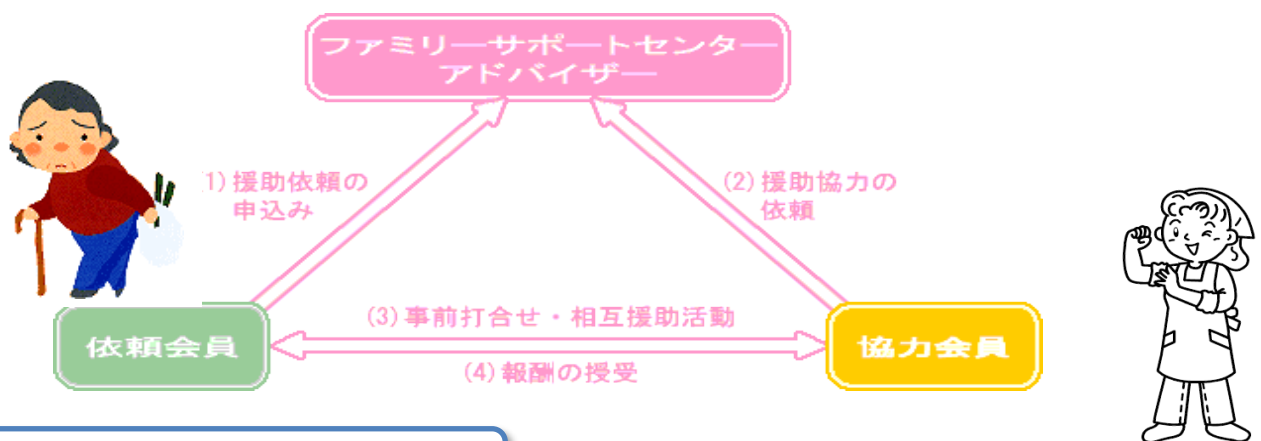 ファミリーサポートセンター
アドバイザー
(1)援助依頼の
申込み
(2)援助協力の
依頼
(3)事前打合せ・相互援助活動
依頼会員
協力会員
(4)報酬の授受